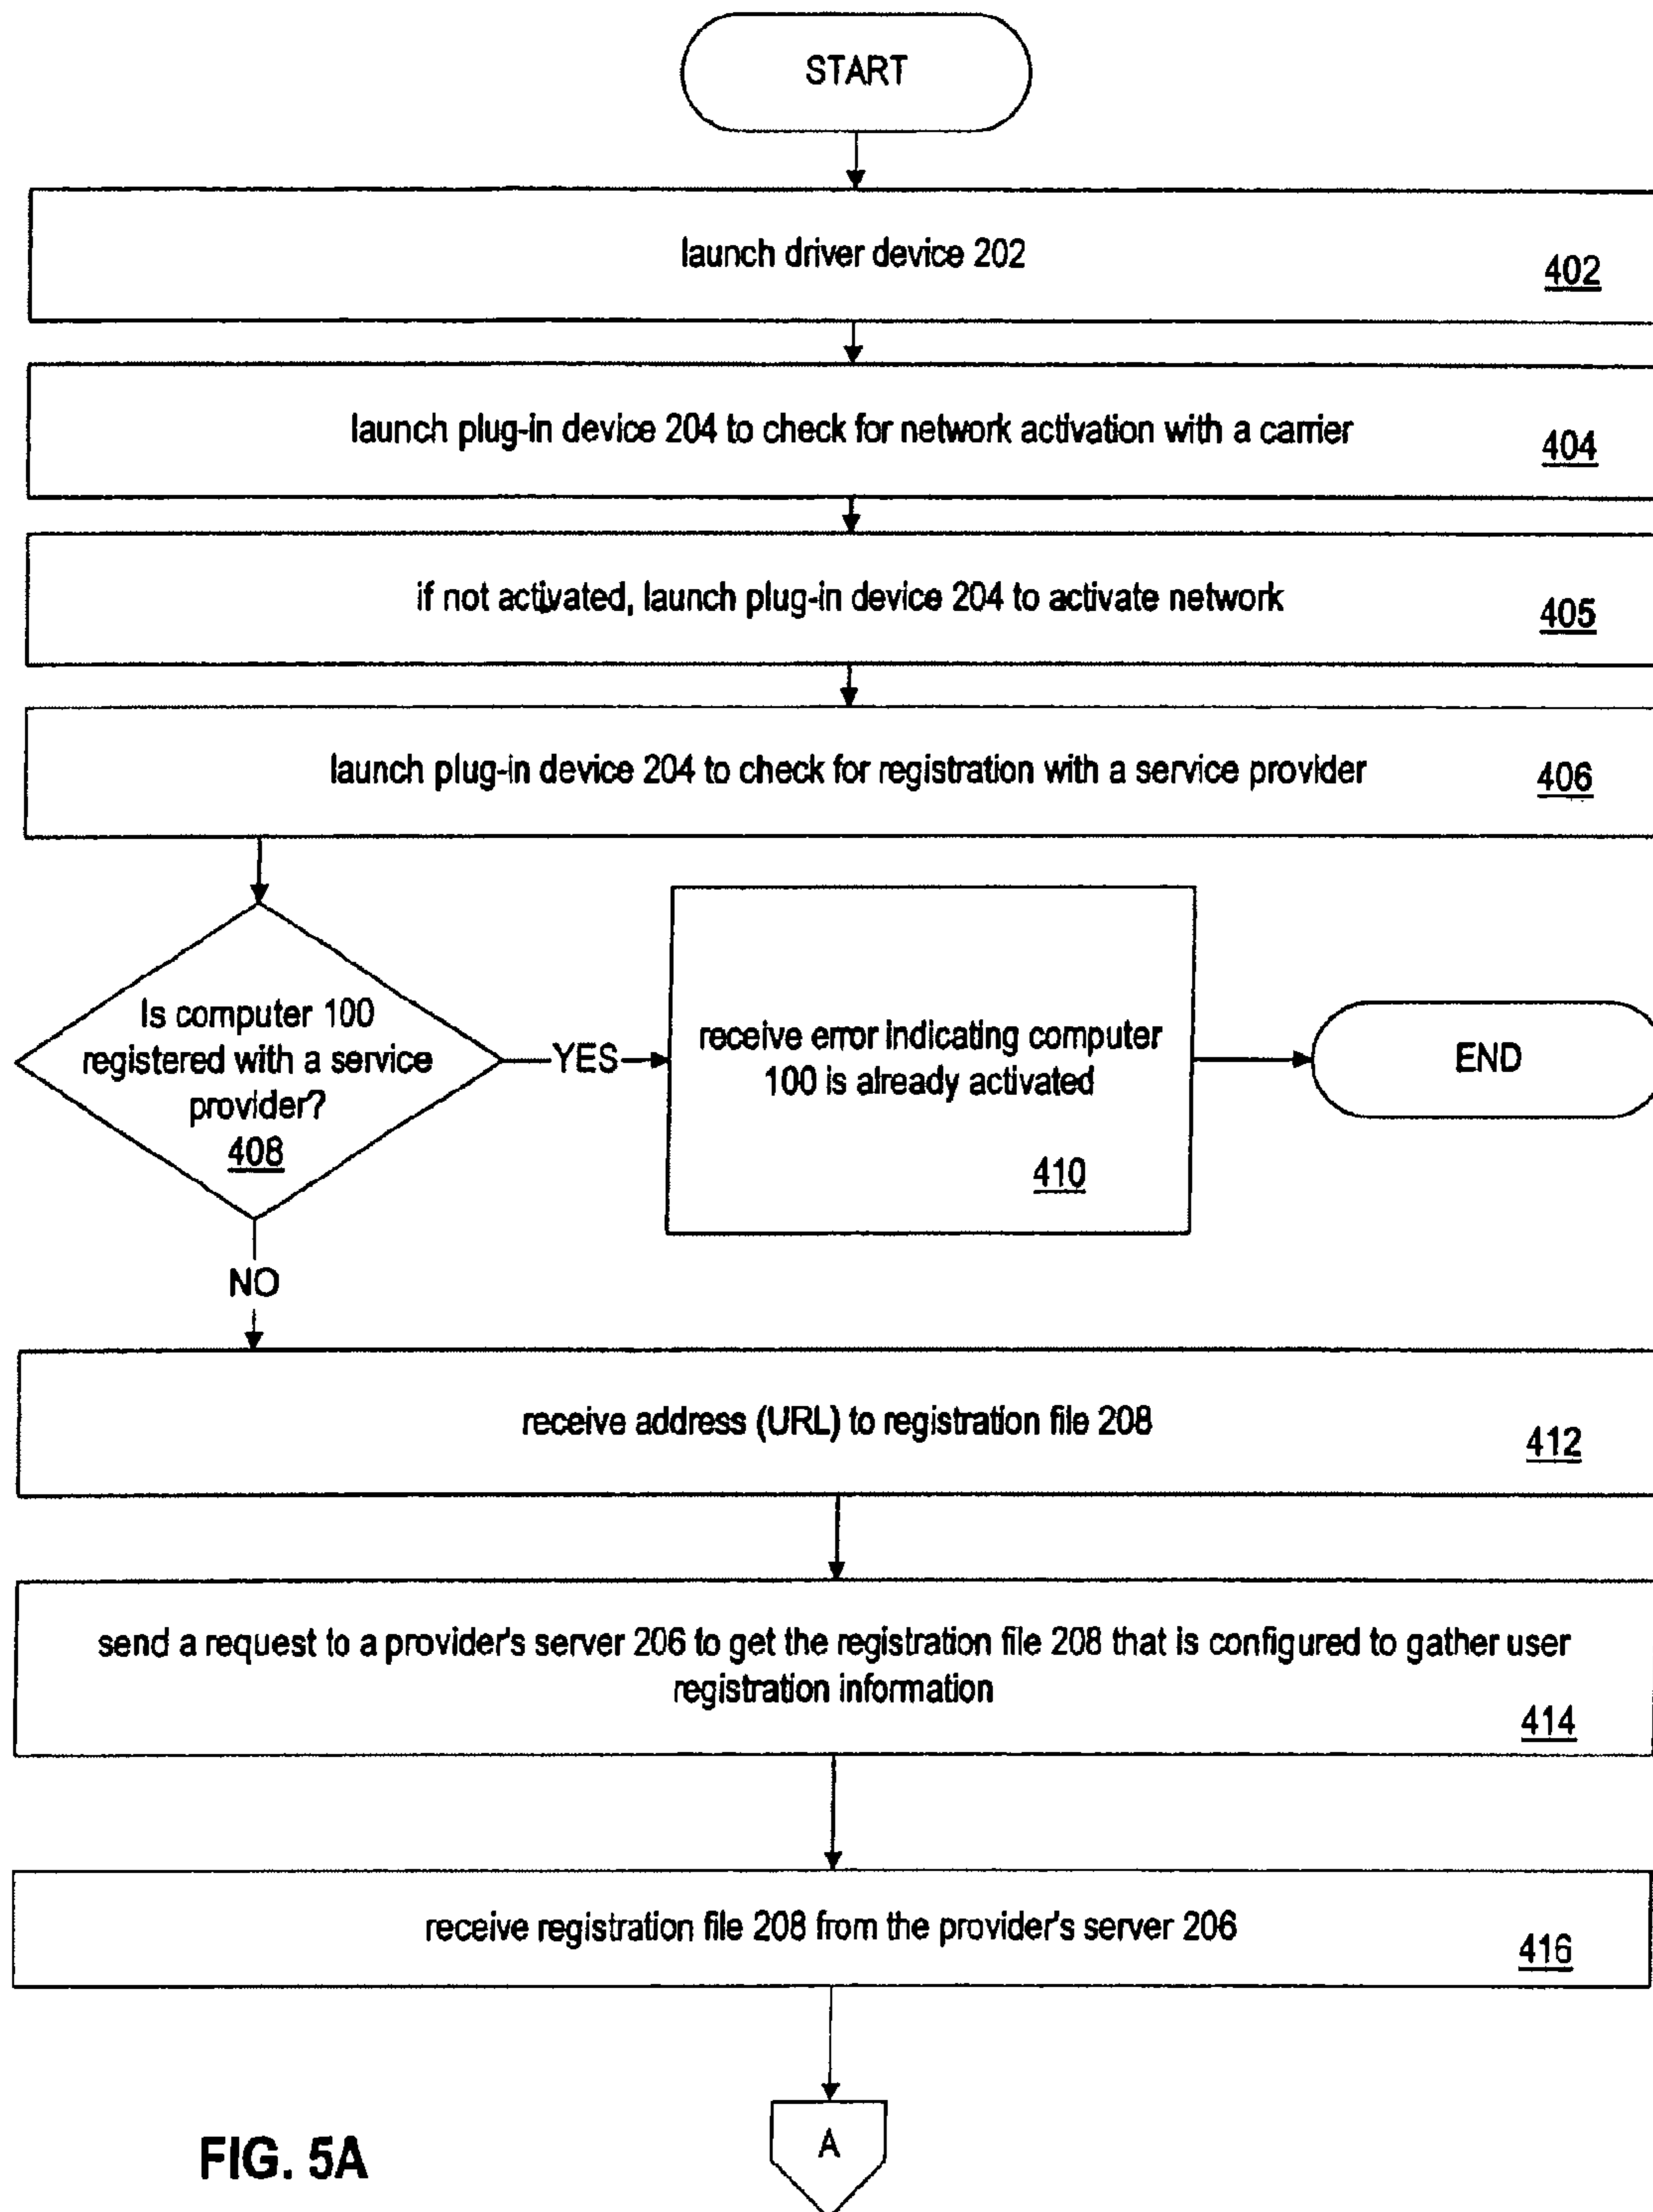 START
launch driver device 202
402
launch plug-in device 204 to check for network activation with a carrier
404
if not activated, launch plug-in device 204 to activate network
405
launch plug-in device 204 to check for registration with a service provider
406
Is computer 100
registered with a service
provider?
408
YES
receive error indicating computer
100 is already activated
410
END
NO
receive address (URL) to registration file 208
412
send a request to a provider's server 206 to get the registration file 208 that is configured to gather user
registration information
414
receive registration file 208 from the provider's server 206
416
A
FIG. 5A